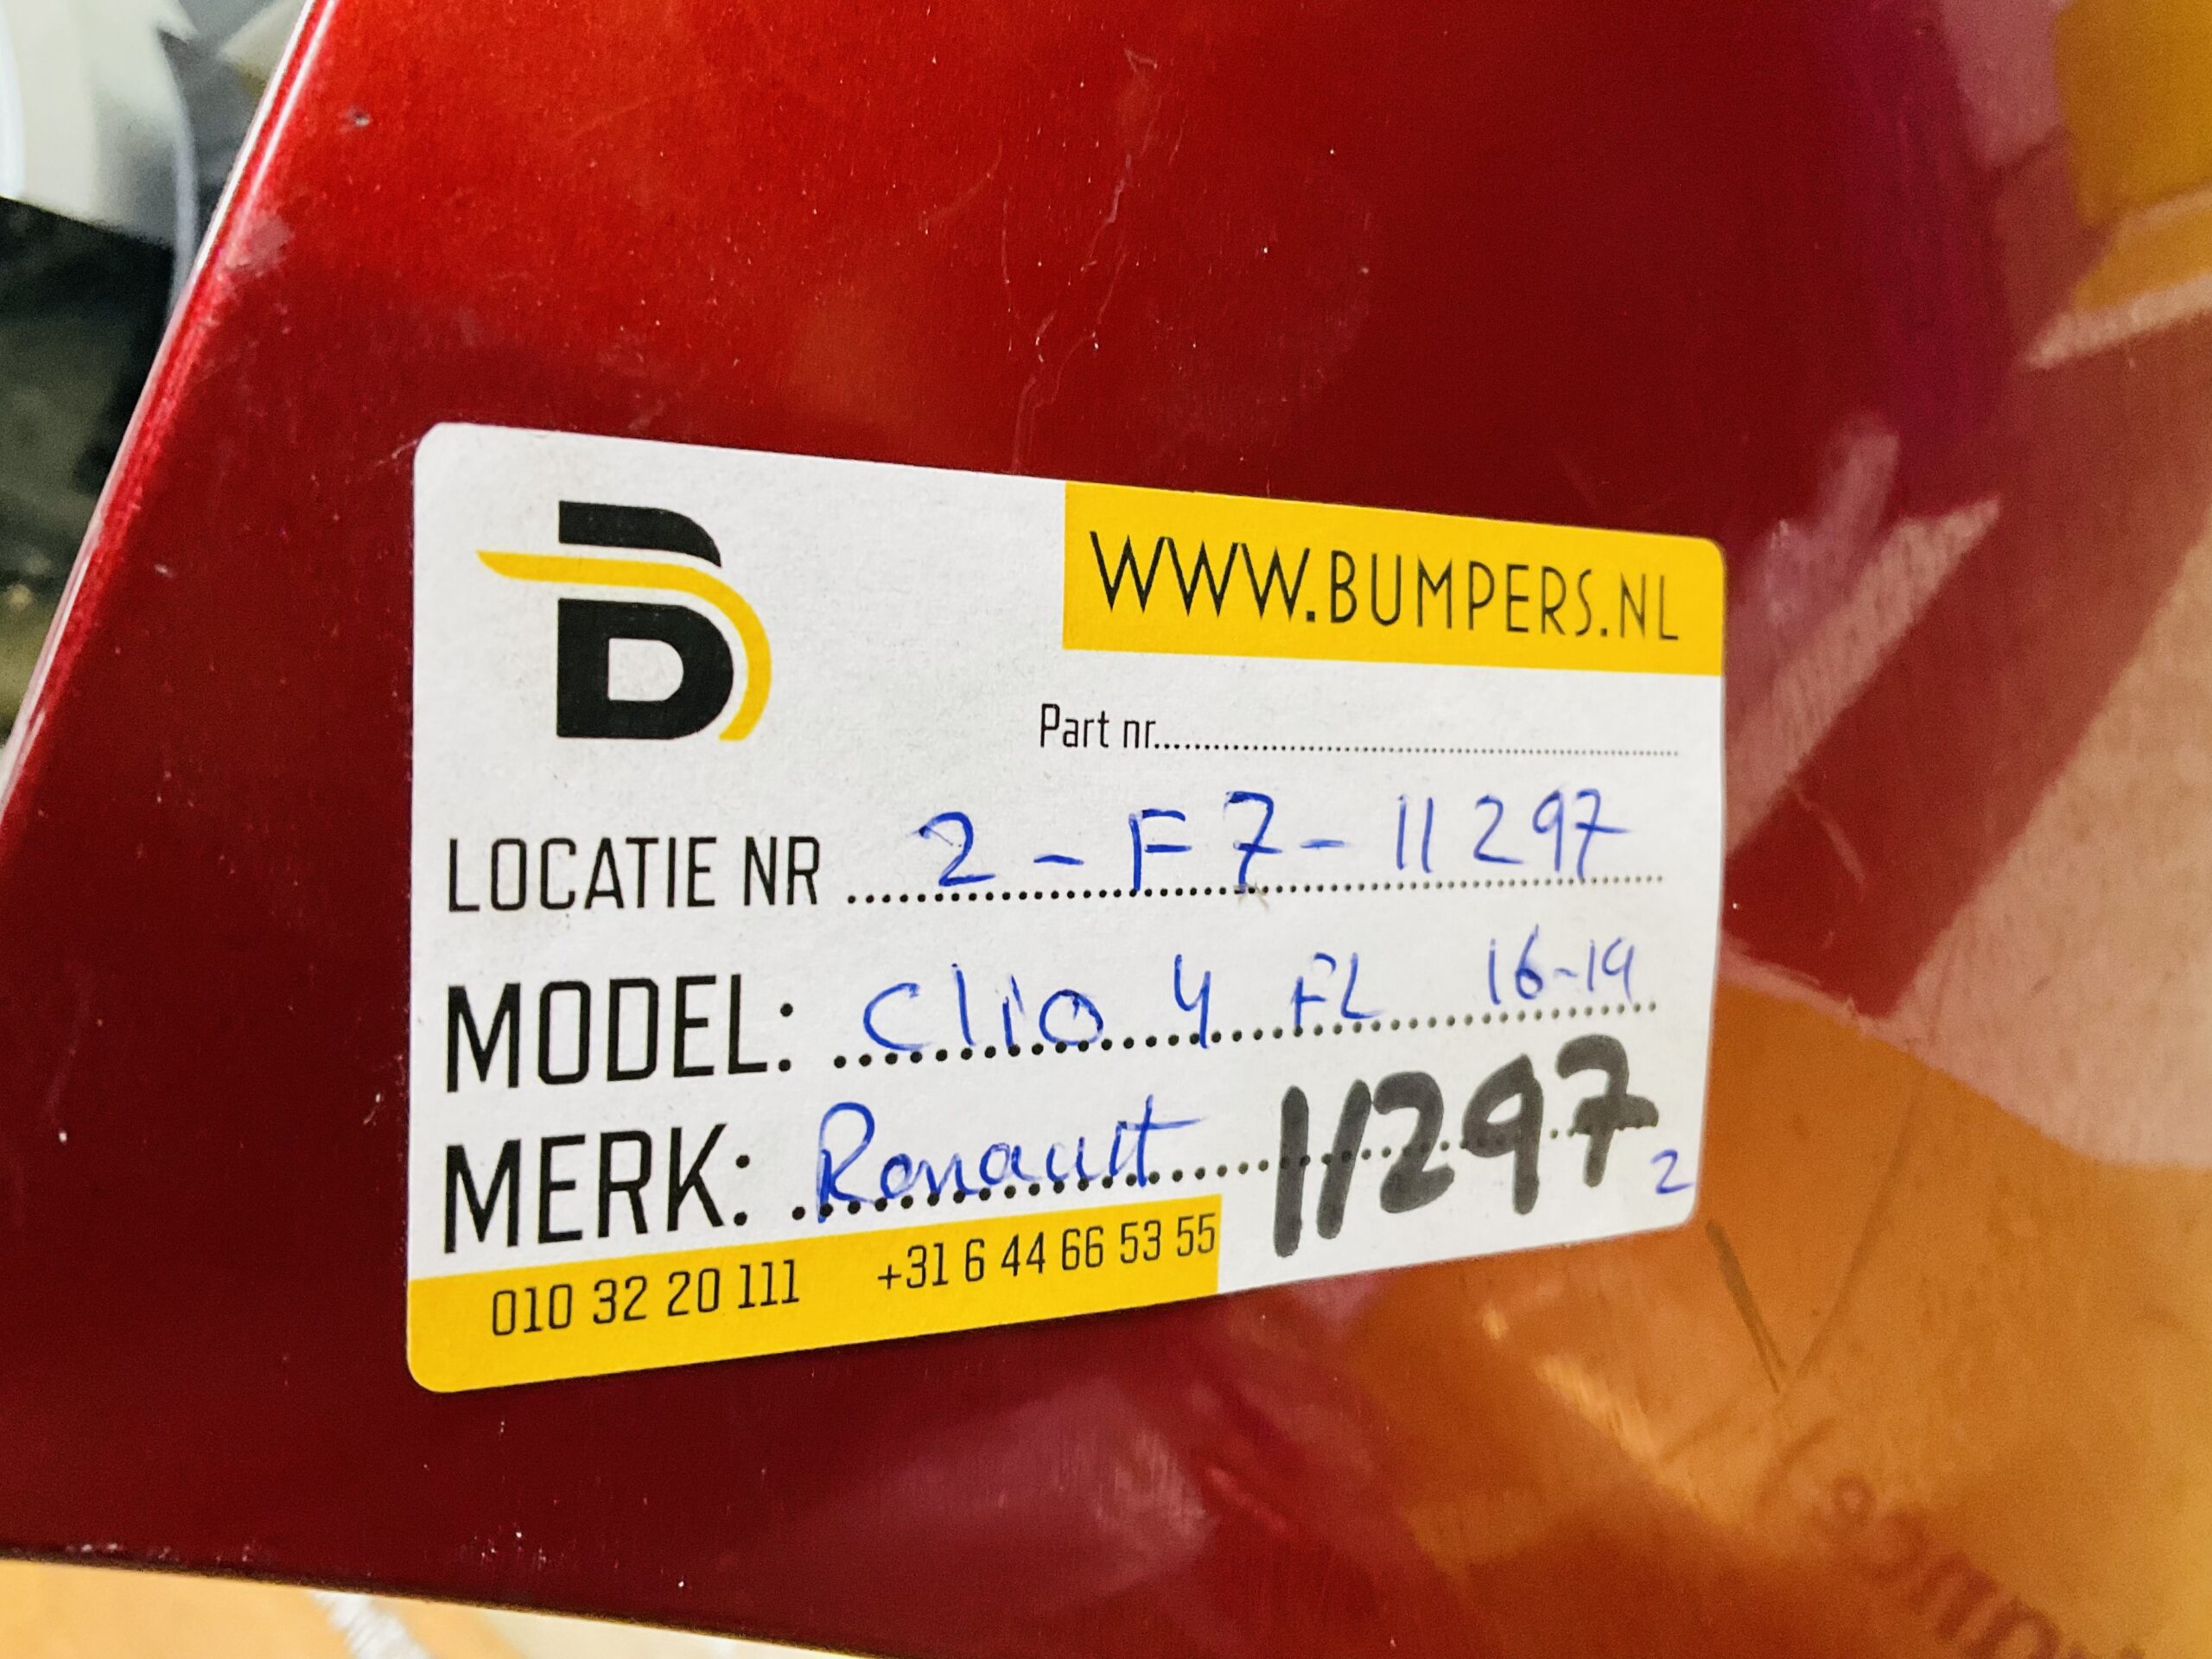 B
WWW.BUMPERS.NL
Part nr
LOCATIE NR 2 - F7 - 11297
MODEL: Clio 4 FL 16-19
MERK: Renault 11297 2
010 32 20 111 +31 6 44 66 53 55